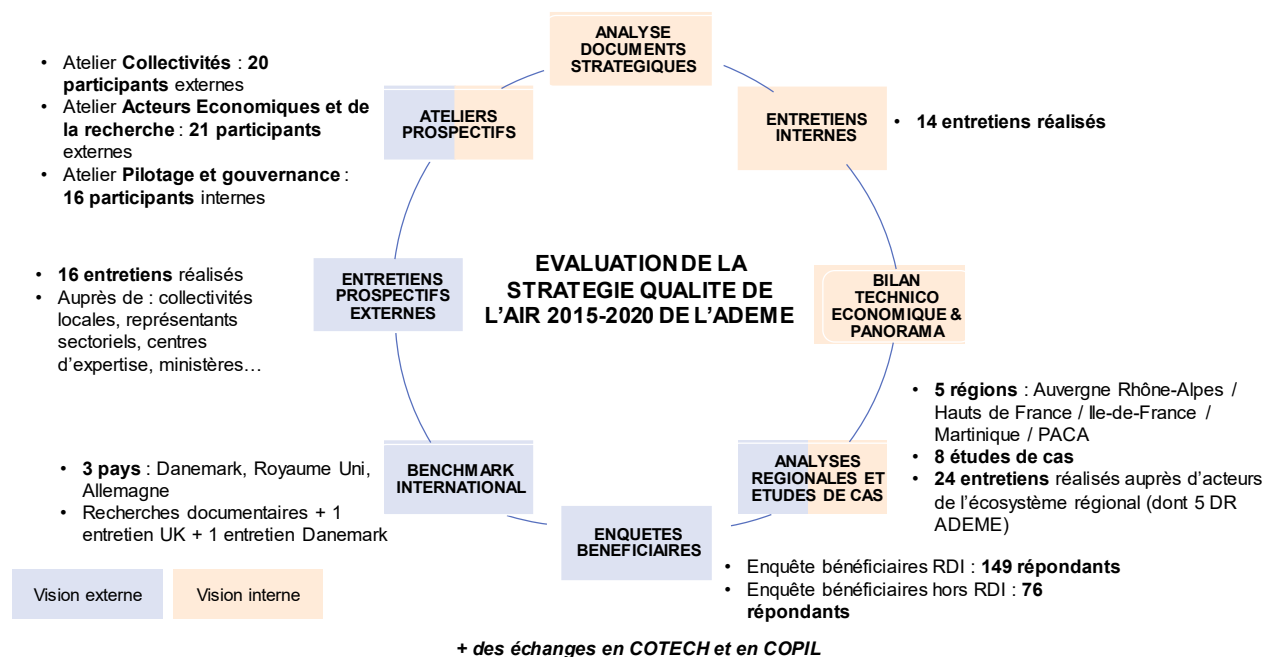 ANALYSE
DOCUMENTS
STRATEGIQUES
ENTRETIENS
INTERNES
• 14 entretiens réalisés
BILAN
TECHNICO
ECONOMIQUE &
PANORAMA
• 5 régions : Auvergne Rhône-Alpes /
Hauts de France / Ile-de-France /
Martinique / PACA
• 8 études de cas
• 24 entretiens réalisés auprès d'acteurs
de l'écosystème régional (dont 5 DR
ADEME)
ANALYSES
REGIONALES ET
ETUDES DE CAS
ENQUETES
BENEFICIAIRES
• Enquête bénéficiaires RDI : 149 répondants
• Enquête bénéficiaires hors RDI : 76
répondants
BENCHMARK
INTERNATIONAL
• 3 pays : Danemark, Royaume Uni,
Allemagne
• Recherches documentaires + 1
entretien UK + 1 entretien Danemark
ENTRETIENS
PROSPECTIFS
EXTERNES
• 16 entretiens réalisés
• Auprès de : collectivités
locales, représentants
sectoriels, centres
d'expertise, ministères…
ATELIERS
PROSPECTIFS
• Atelier Collectivités : 20
participants externes
• Atelier Acteurs Economiques et de
la recherche : 21 participants
externes
• Atelier Pilotage et gouvernance :
16 participants internes
EVALUATION DE LA
STRATEGIE QUALITE DE
L'AIR 2015-2020 DE L'ADEME
Vision externe
Vision interne
+ des échanges en COTECH et en COPIL